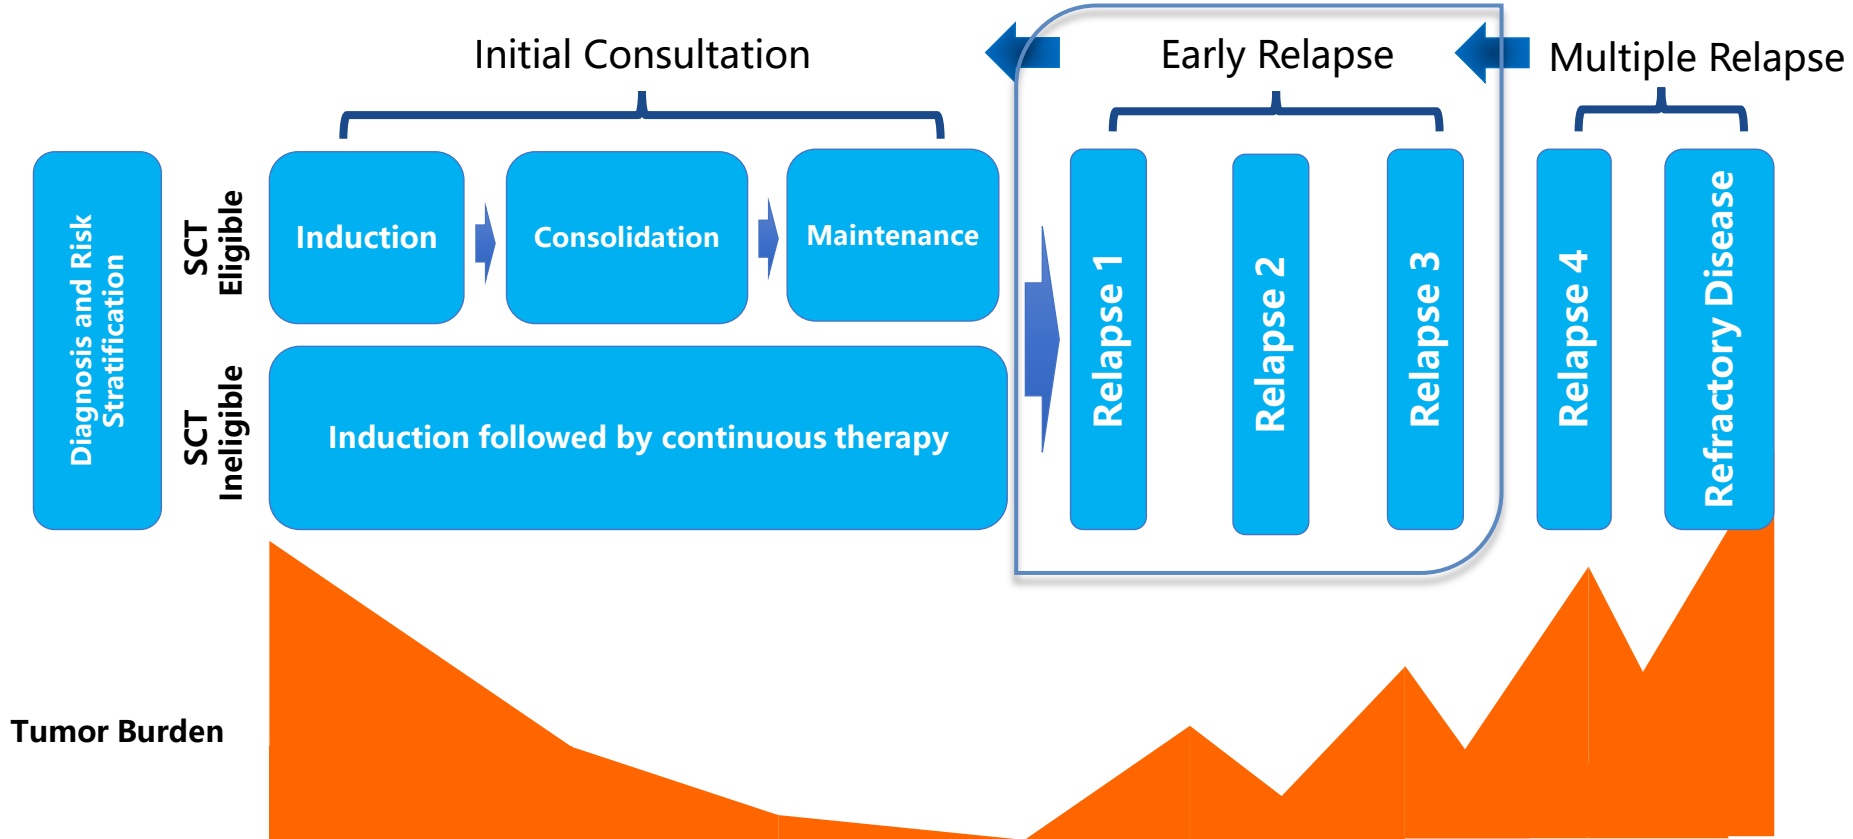 Initial Consultation
Early Relapse
Multiple Relapse
Diagnosis and Risk
Stratification
SCT
Eligible
Induction
Consolidation
Maintenance
SCT
Ineligible
Induction followed by continuous therapy
Relapse 1
Relapse 2
Relapse 3
Relapse 4
Refractory Disease
Tumor Burden